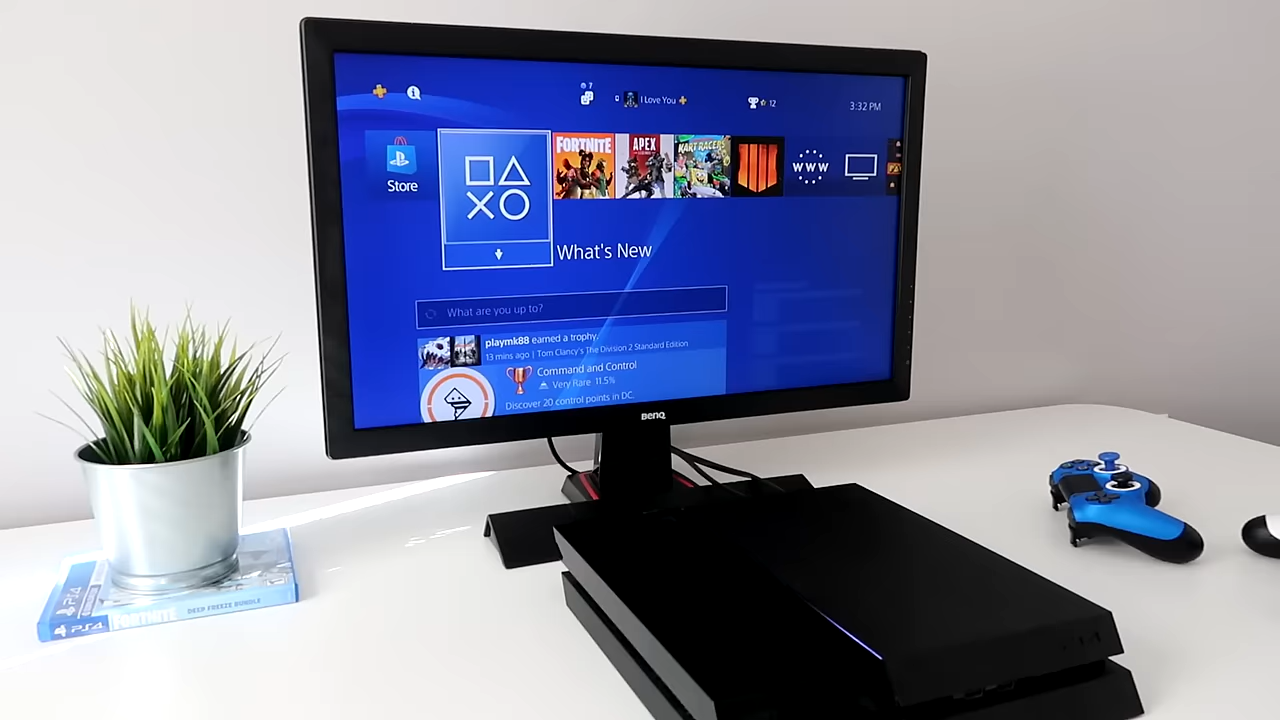 7
I Love You
12
3:32 PM
Store
FORTNITE
APEX
KART RACERS
WWW
What's New
What are you up to?
playmk88 earned a trophy.
13 mins ago | Tom Clancy's The Division 2 Standard Edition
Command and Control
Very Rare 11.5%
Discover 20 control points in DC.
BenQ
PS4
PS4
FORTNITE
DEEP FREEZE BUNDLE